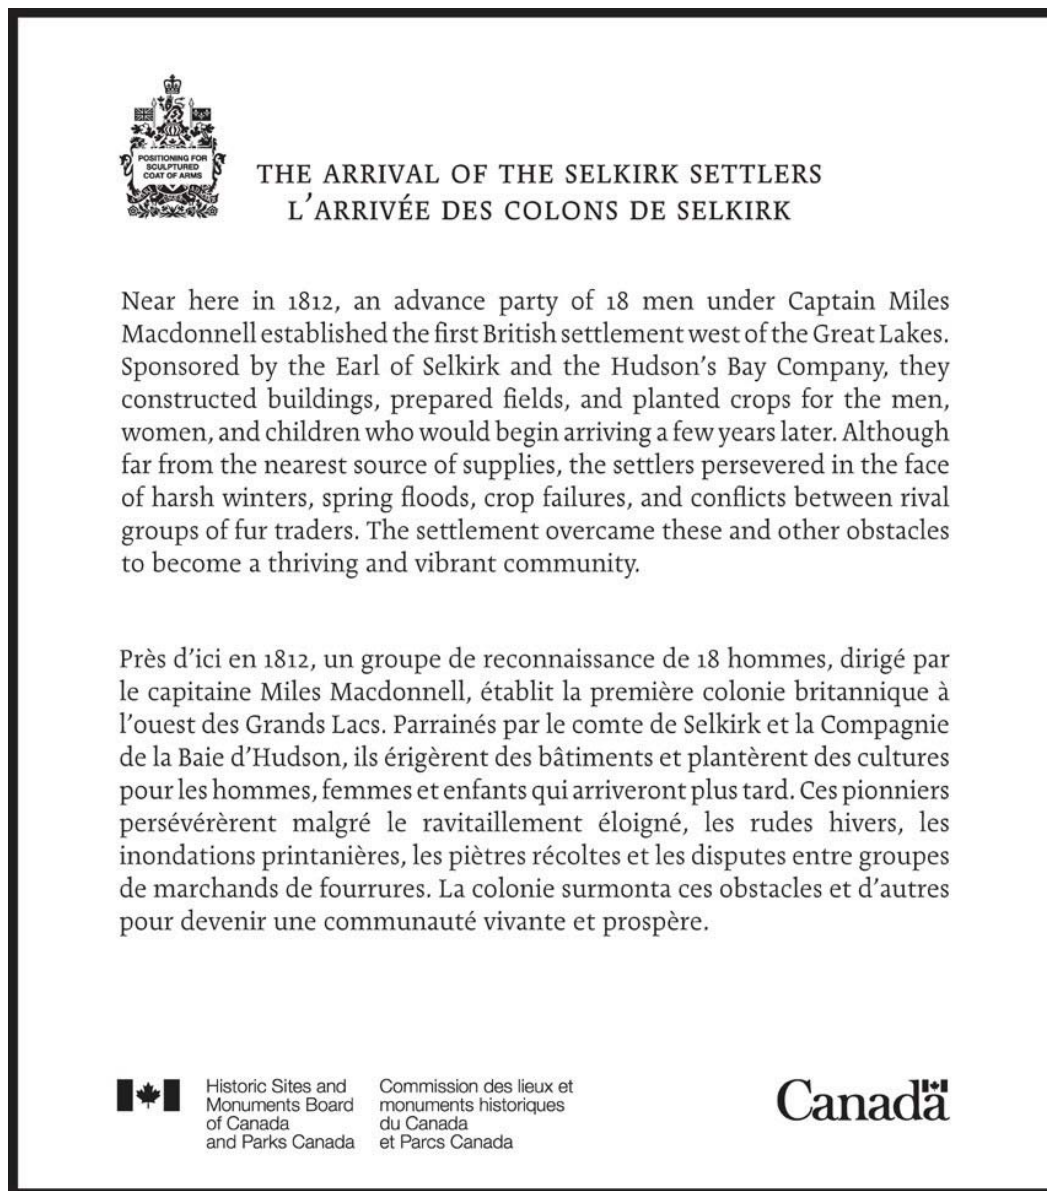 POSITIONING FOR
SCULPTURED
COAT OF ARMS
THE ARRIVAL OF THE SELKIRK SETTLERS
L'ARRIVÉE DES COLONS DE SELKIRK
Near here in 1812, an advance party of 18 men under Captain Miles
Macdonnell established the first British settlement west of the Great Lakes.
Sponsored by the Earl of Selkirk and the Hudson's Bay Company, they
constructed buildings, prepared fields, and planted crops for the men,
women, and children who would begin arriving a few years later. Although
far from the nearest source of supplies, the settlers persevered in the face
of harsh winters, spring floods, crop failures, and conflicts between rival
groups of fur traders. The settlement overcame these and other obstacles
to become a thriving and vibrant community.
Près d'ici en 1812, un groupe de reconnaissance de 18 hommes, dirigé par
le capitaine Miles Macdonnell, établit la première colonie britannique à
l'ouest des Grands Lacs. Parrainés par le comte de Selkirk et la Compagnie
de la Baie d'Hudson, ils érigèrent des bâtiments et plantèrent des cultures
pour les hommes, femmes et enfants qui arriveront plus tard. Ces pionniers
persévérèrent malgré le ravitaillement éloigné, les rudes hivers, les
inondations printanières, les piètres récoltes et les disputes entre groupes
de marchands de fourrures. La colonie surmonta ces obstacles et d'autres
pour devenir une communauté vivante et prospère.
Historic Sites and
Monuments Board
of Canada
and Parks Canada
Commission des lieux et
monuments historiques
du Canada
et Parcs Canada
Canada